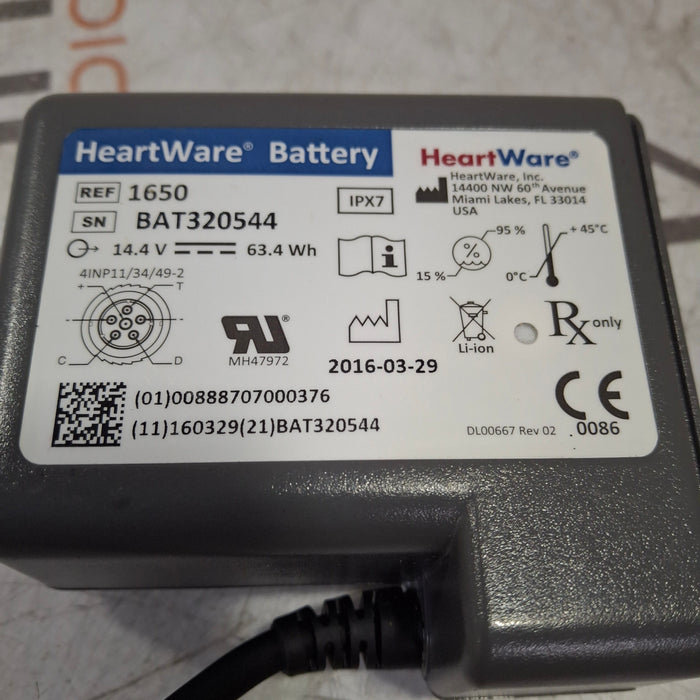 HeartWare® Battery
HeartWare®
HeartWare, Inc.
14400 NW 60th Avenue
Miami Lakes, FL 33014
USA
REF 1650
IPX7
SN BAT320544
14.4 V 63.4 Wh
i
95 %
15 %
+ 45°C
0°C
4INP11/34/49-2
+ T
C D
RU®
MH47972
2016-03-29
Li-ion
Rx only
(01)00888707000376
(11)160329(21)BAT320544
DL00667 Rev 02
CE
0086